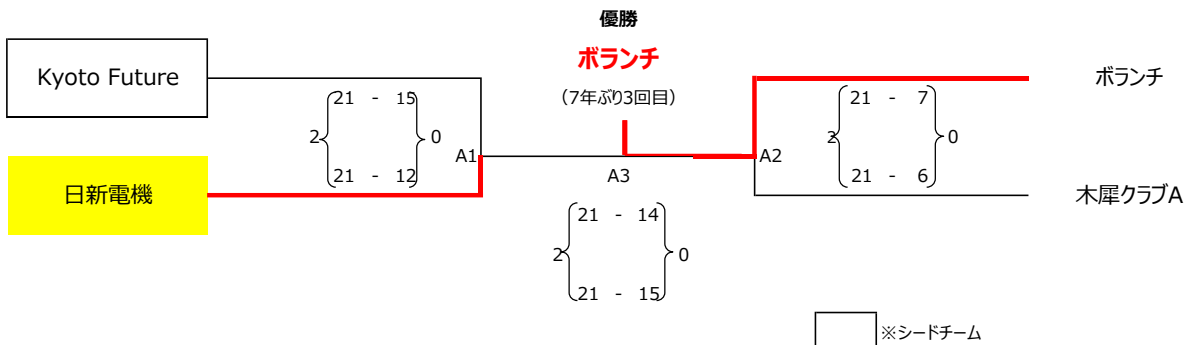 優勝
ボランチ
（7年ぶり3回目）
Kyoto Future
ボランチ
21 - 15
2 0
21 - 12
A1
21 - 7
2 0
21 - 6
A2
日新電機
木犀クラブA
A3
21 - 14
2 0
21 - 15
※シードチーム